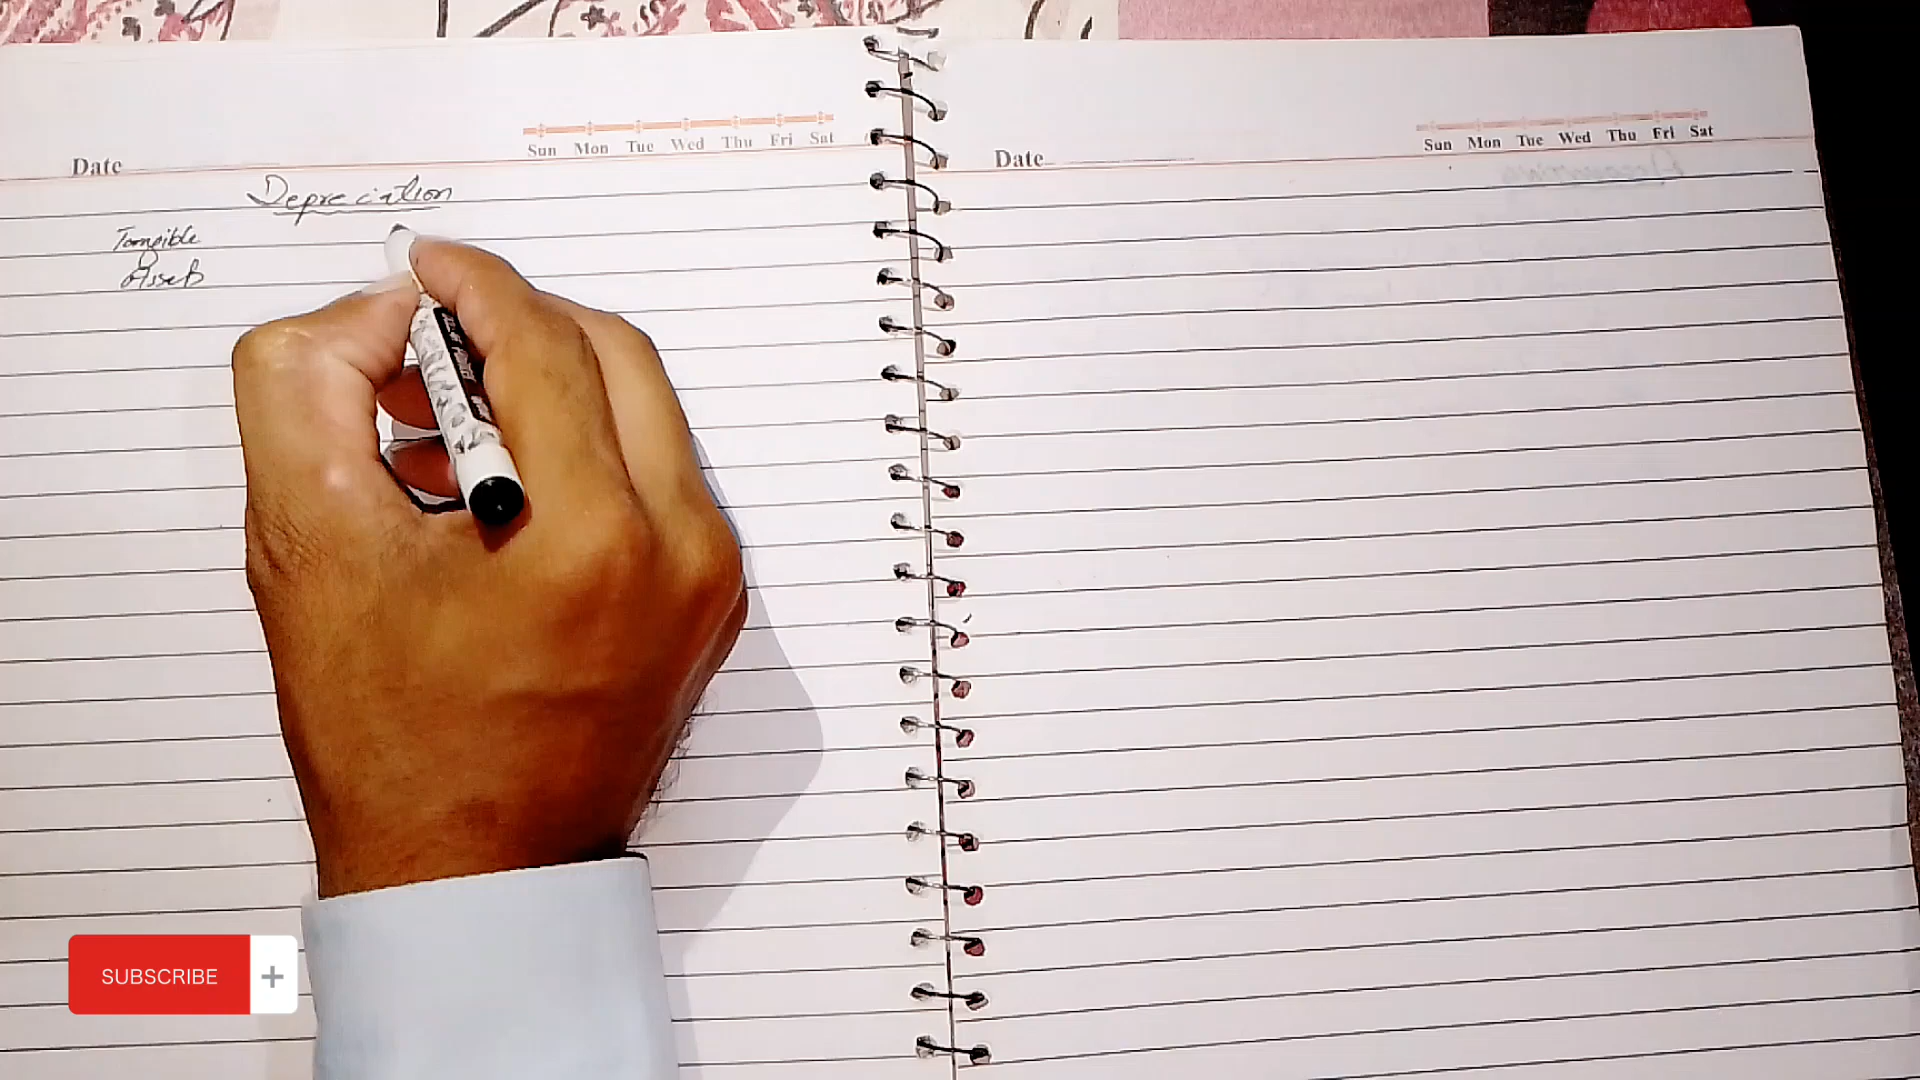 Sun Mon Tue Wed Thu Fri Sat
Date
Depreciation
Tangible
Assets
Sun Mon Tue Wed Thu Fri Sat
Date
SUBSCRIBE +